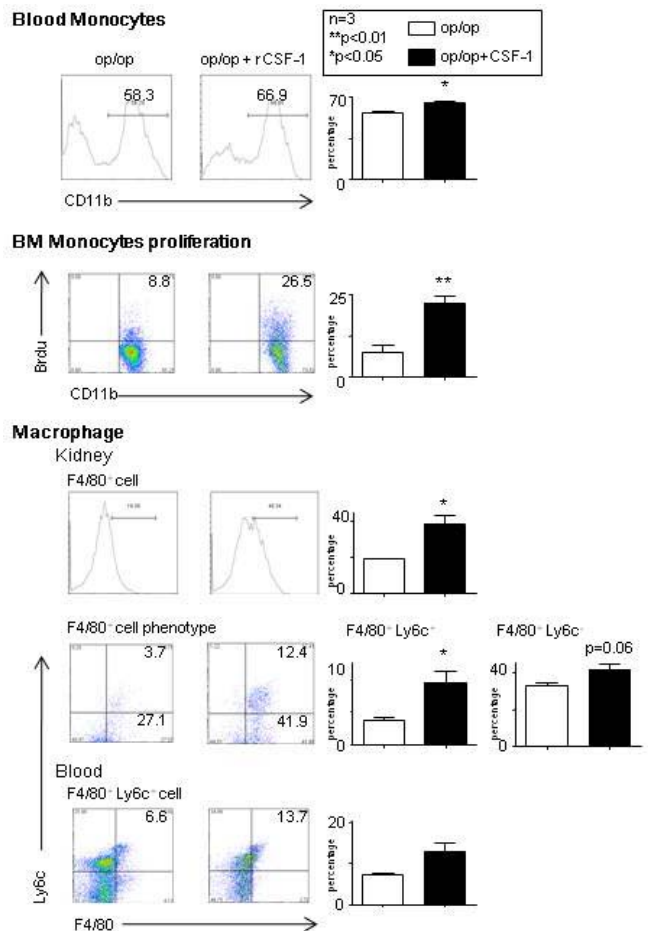 Blood Monocytes
n=3
**p<0.01
*p<0.05
op/op
op/op+CSF-1
op/op
op/op + rCSF-1
58.3
66.9
70
0
percentage
*
CD11b
BM Monocytes proliferation
8.8
26.5
25
0
percentage
**
Brdu
CD11b
Macrophage
Kidney
F4/80⁺ cell
40
0
percentage
*
F4/80⁺ cell phenotype
F4/80⁺ Ly6c⁺
F4/80⁺ Ly6c⁻
3.7
12.4
27.1
41.9
10
0
percentage
*
p=0.06
40
0
percentage
Blood
F4/80⁺ Ly6c⁺ cell
6.6
13.7
20
0
percentage
Ly6c
F4/80